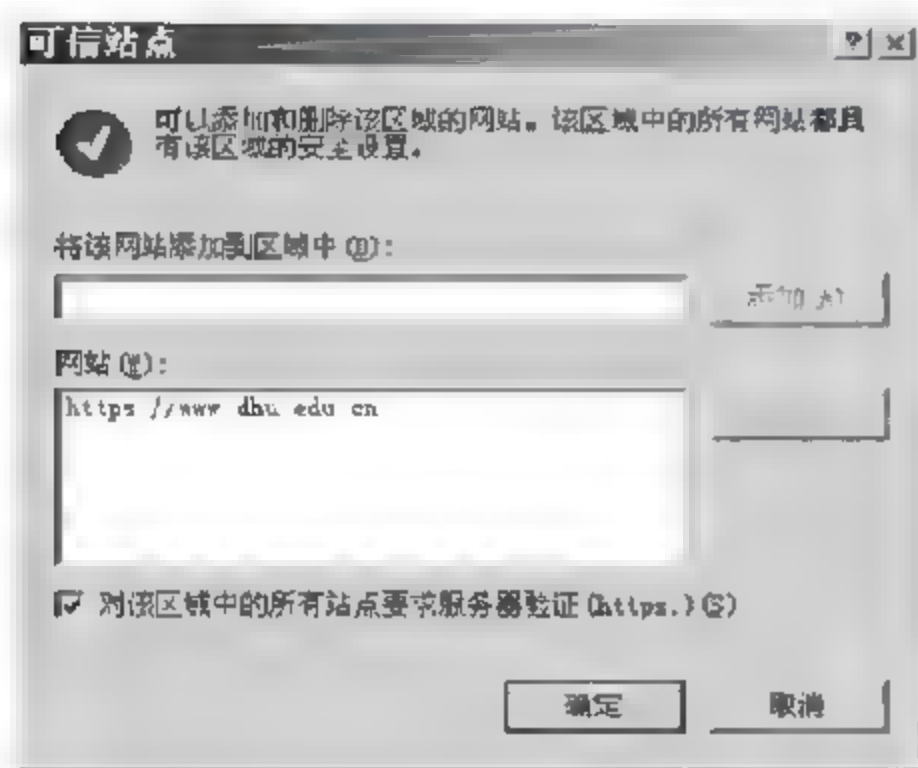 可信站点
可以添加和删除该区域的网站。该区域中的所有网站都具
有该区域的安全设置。
将该网站添加到区域中(D):
添加(A)
网站(W):
https //www dhu edu cn
对该区域中的所有站点要求服务器验证(https:)(S)
确定
取消